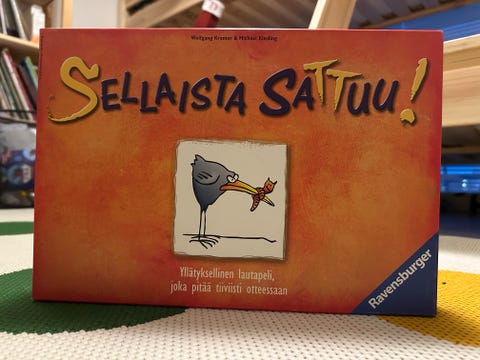 Wolfgang Kramer & Michael Kiesling
SELLAISTA SATTUU!
Yllätyksellinen lautapeli,
joka pitää tiiviisti otteessaan
Ravensburger